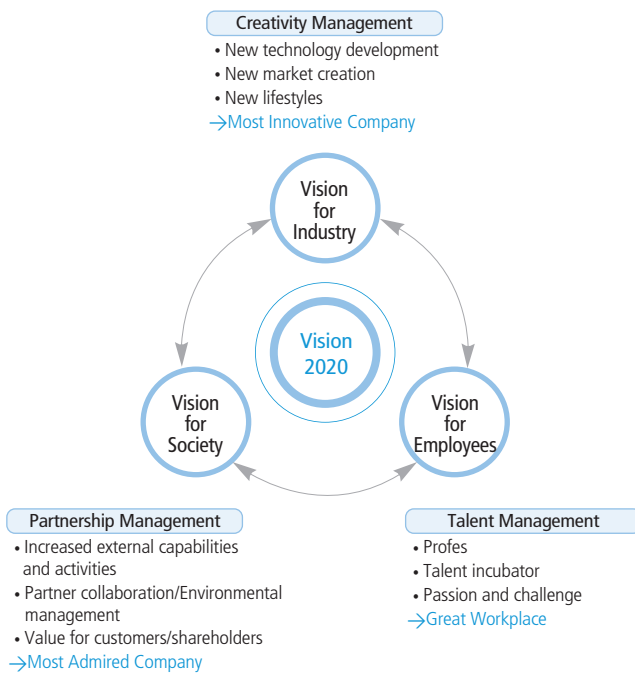 Creativity Management
• New technology development
• New market creation
• New lifestyles
→Most Innovative Company
Vision
for
Industry
Vision
2020
Vision
for
Society
Vision
for
Employees
Partnership Management
• Increased external capabilities
and activities
• Partner collaboration/Environmental
management
• Value for customers/shareholders
→Most Admired Company
Talent Management
• Profes
• Talent incubator
• Passion and challenge
→Great Workplace